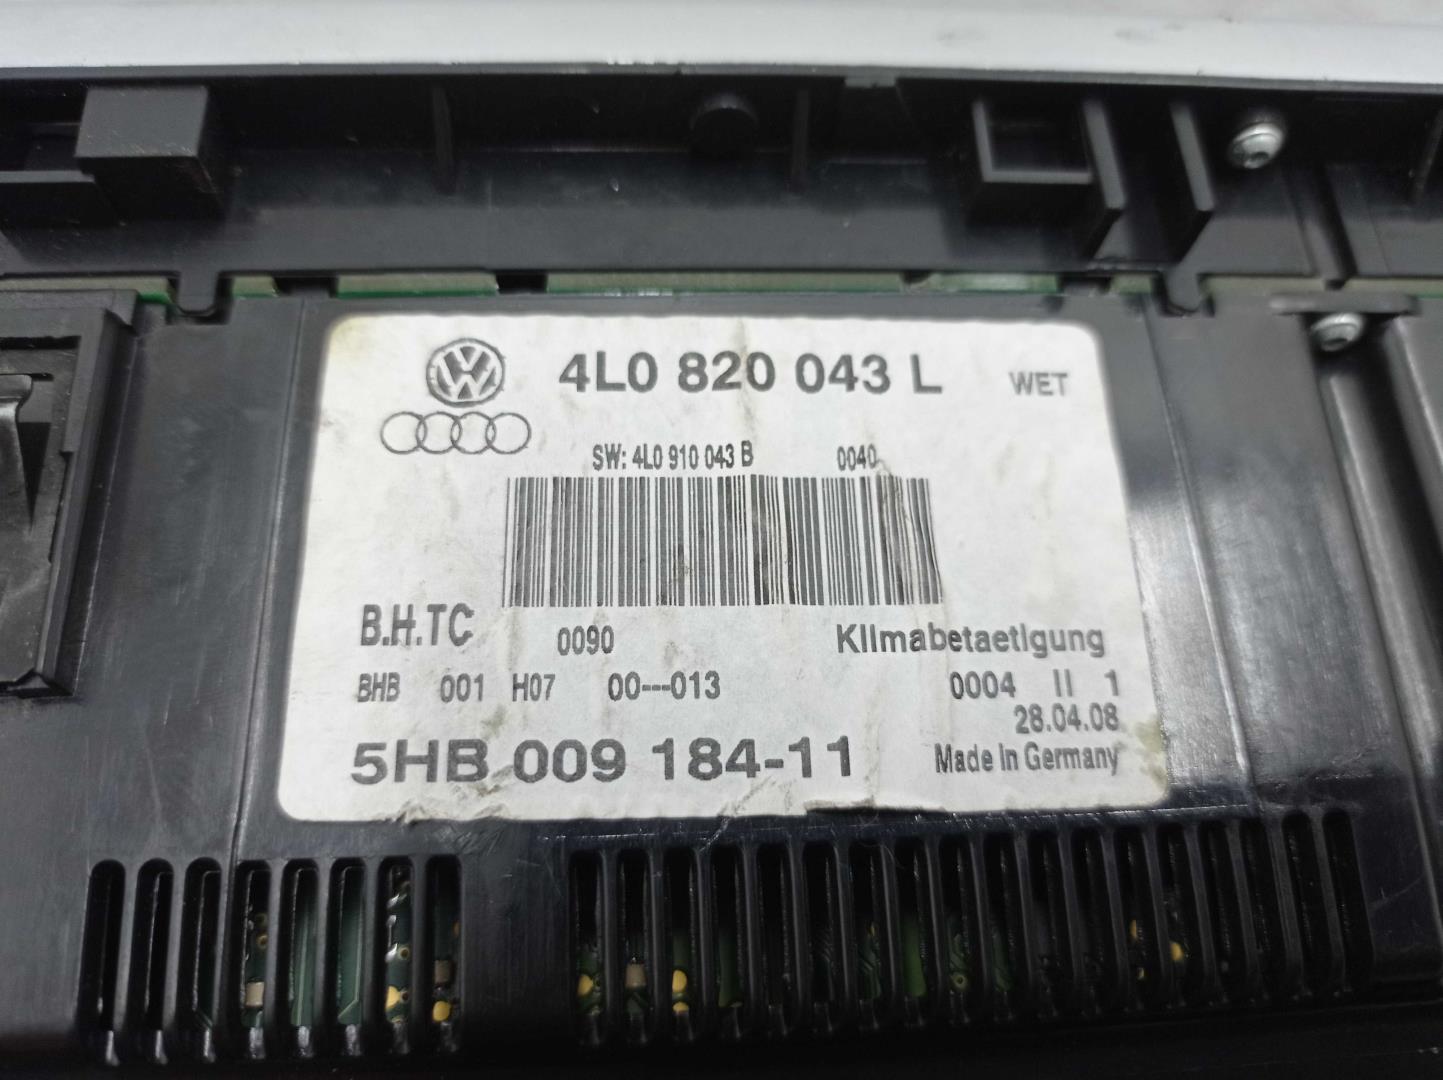 4L0 820 043 L WET
SW: 4L0 910 043 B 0040
B.H.TC 0090 Klimabetaetigung
BHB 001 H07 00---013 0004 II 1
28.04.08
5HB 009 184-11 Made In Germany